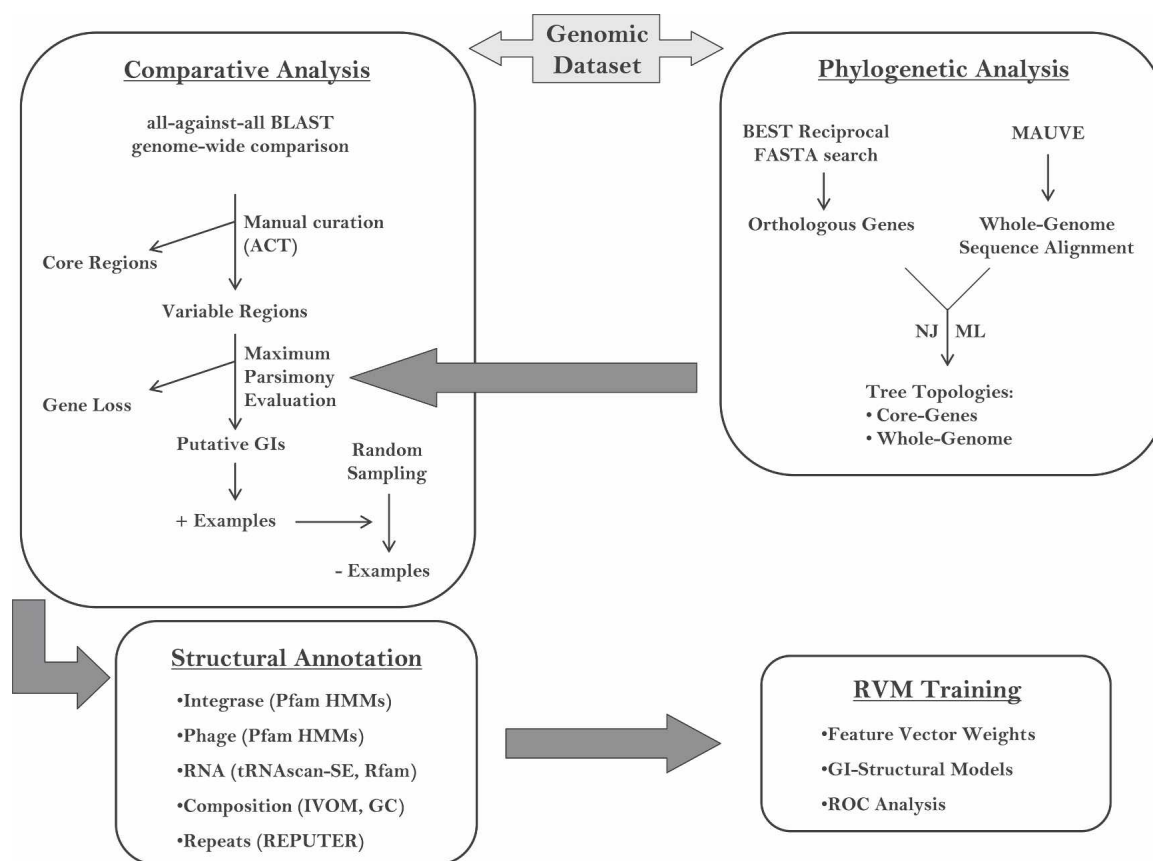 Genomic
Dataset
Comparative Analysis
all-against-all BLAST
genome-wide comparison
Manual curation
(ACT)
Core Regions
Variable Regions
Maximum
Parsimony
Evaluation
Gene Loss
Putative GIs
Random
Sampling
+ Examples
- Examples
Phylogenetic Analysis
BEST Reciprocal
FASTA search
MAUVE
Orthologous Genes
Whole-Genome
Sequence Alignment
NJ
ML
Tree Topologies:
• Core-Genes
• Whole-Genome
Structural Annotation
•Integrase (Pfam HMMs)
•Phage (Pfam HMMs)
•RNA (tRNAscan-SE, Rfam)
•Composition (IVOM, GC)
•Repeats (REPUTER)
RVM Training
•Feature Vector Weights
•GI-Structural Models
•ROC Analysis